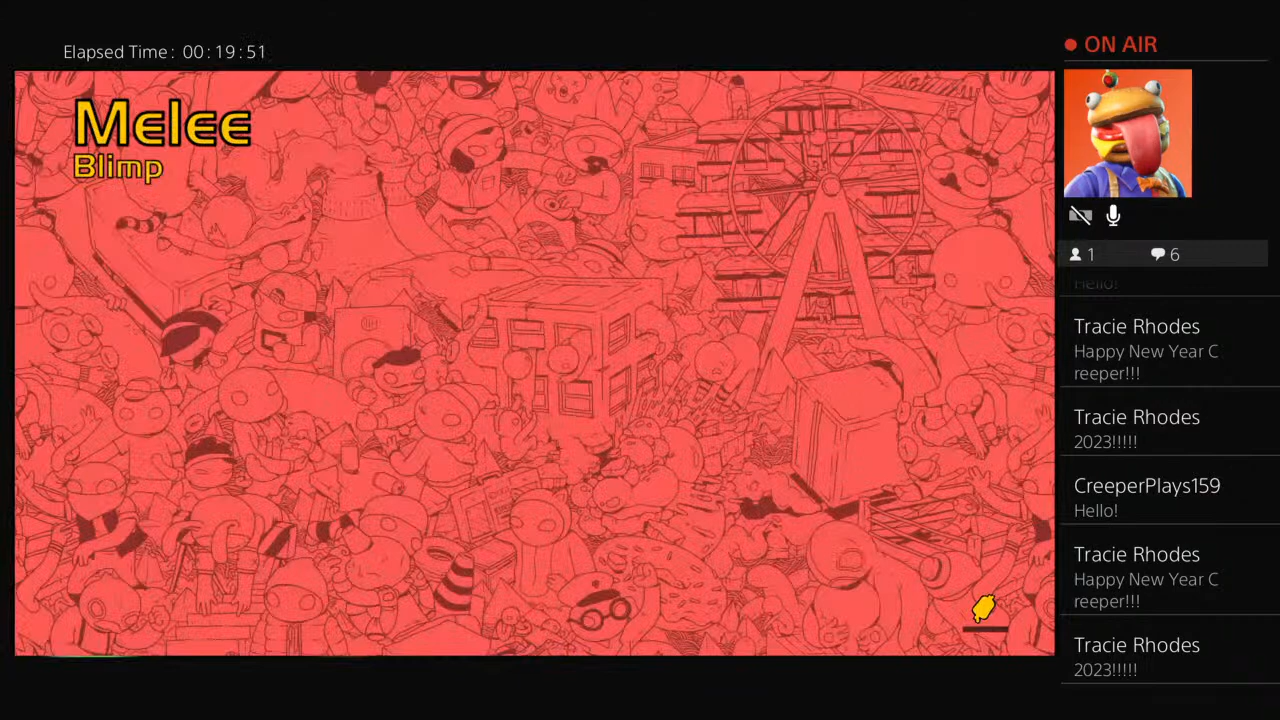 Elapsed Time: 00:19:51
ON AIR
Melee
Blimp
1 6
Hello!
Tracie Rhodes
Happy New Year C
reeper!!!
Tracie Rhodes
2023!!!!!
CreeperPlays159
Hello!
Tracie Rhodes
Happy New Year C
reeper!!!
Tracie Rhodes
2023!!!!!